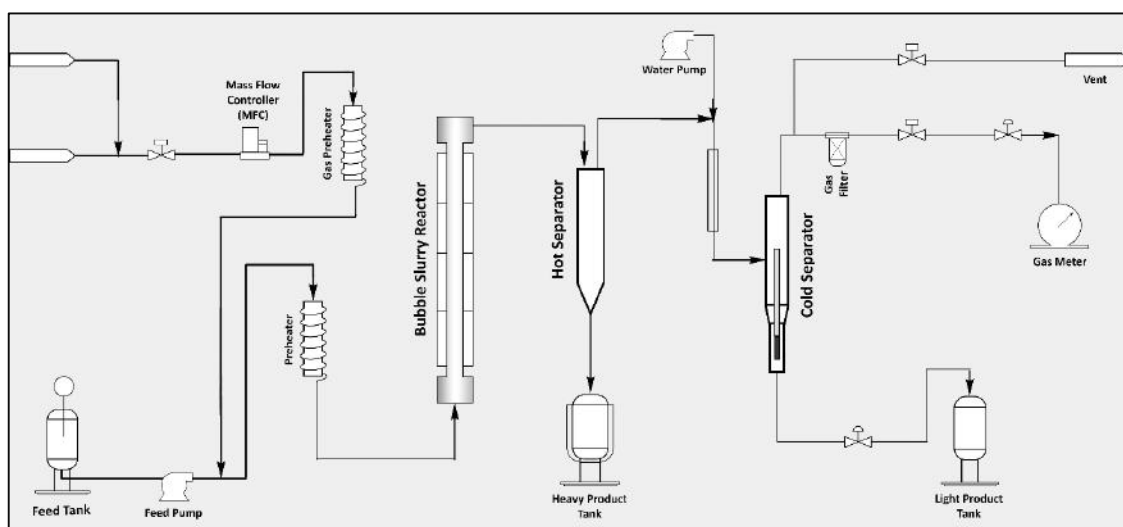 Water Pump
Vent
Mass Flow
Controller
(MFC)
Gas Preheater
Gas
Filter
Gas Meter
Bubble Slurry Reactor
Hot Separator
Cold Separator
Preheater
Feed Tank
Feed Pump
Heavy Product
Tank
Light Product
Tank